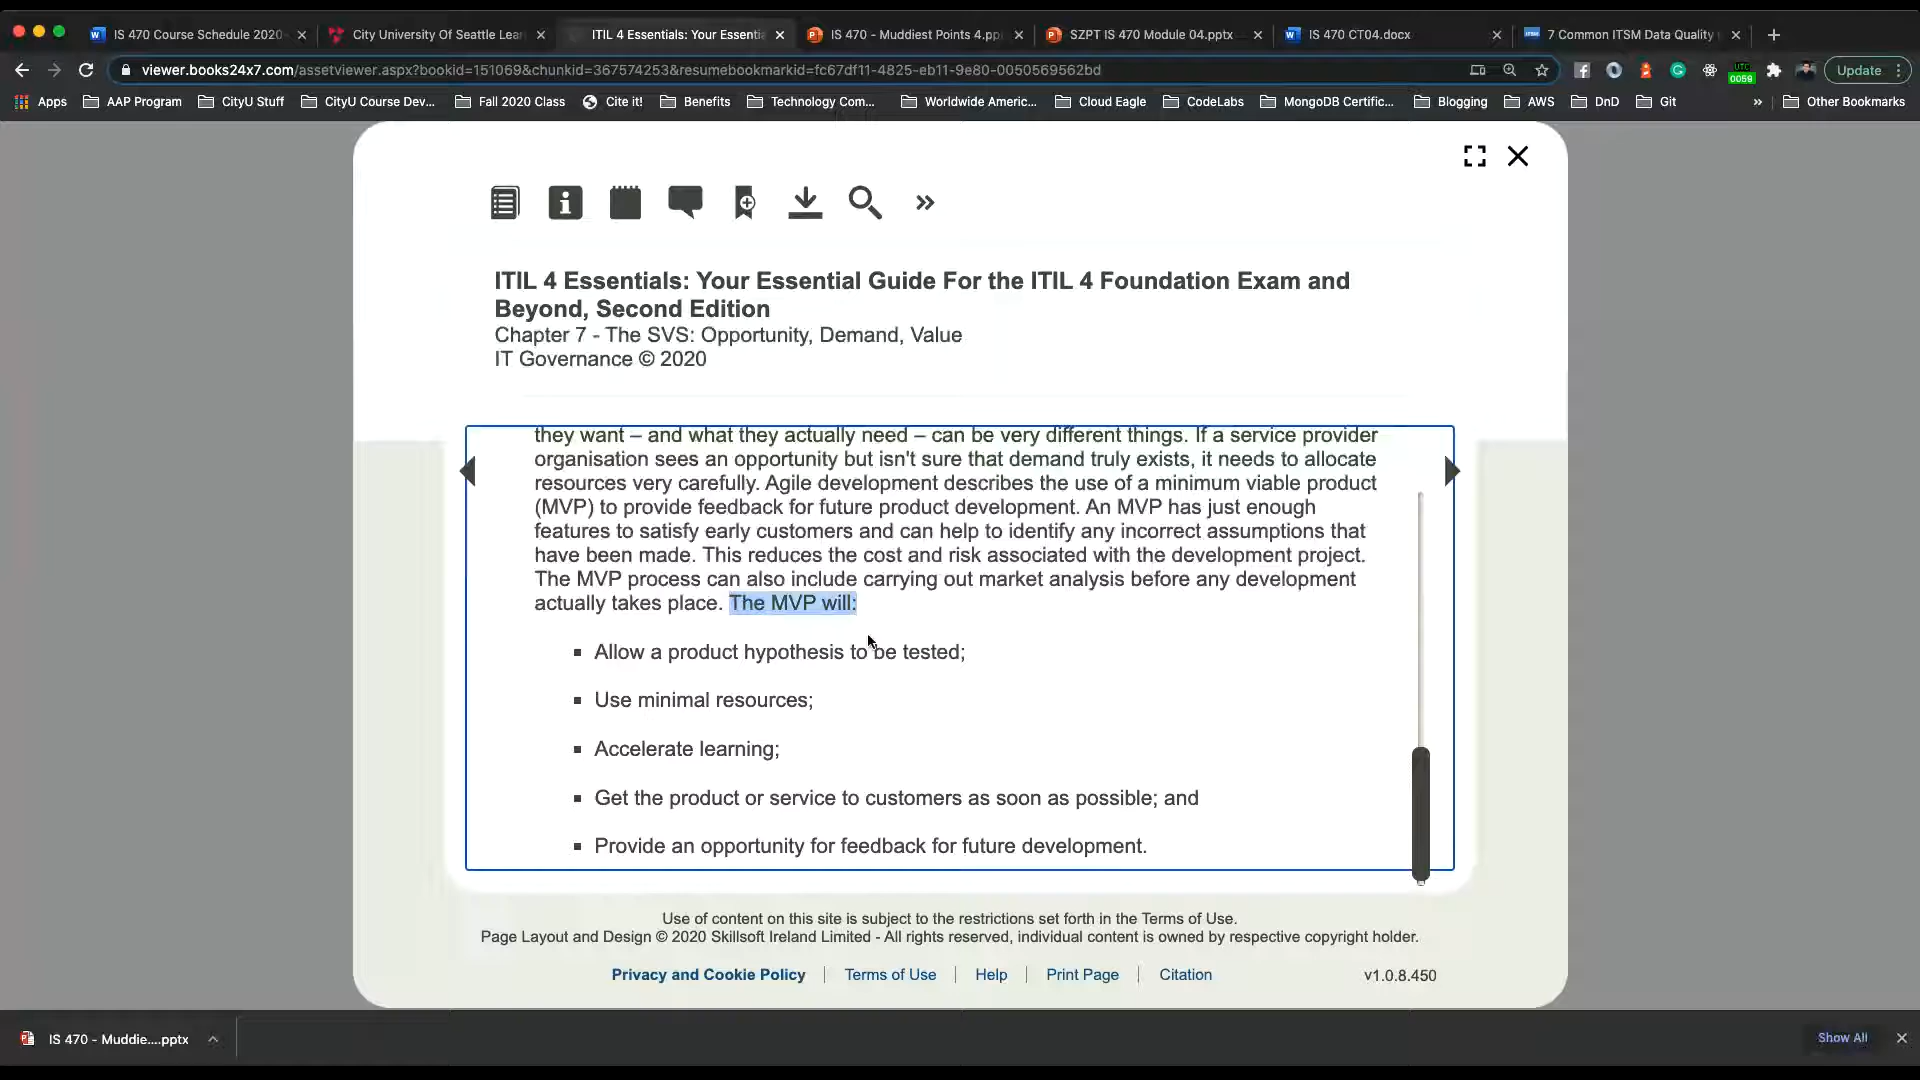 IS 470 Course Schedule 2020-
City University Of Seattle Lear
ITIL 4 Essentials: Your Essentia
IS 470 - Muddiest Points 4.pp
SZPT IS 470 Module 04.pptx
IS 470 CT04.docx
7 Common ITSM Data Quality
viewer.books24x7.com/assetviewer.aspx?bookid=151069&chunkid=367574253&resumebookmarkid=fc67df11-4825-eb11-9e80-0050569562bd
UTC
0059
Update
Apps
AAP Program
CityU Stuff
CityU Course Dev...
Fall 2020 Class
Cite it!
Benefits
Technology Com...
Worldwide Americ...
Cloud Eagle
CodeLabs
MongoDB Certific...
Blogging
AWS
DnD
Git
»
Other Bookmarks
ITIL 4 Essentials: Your Essential Guide For the ITIL 4 Foundation Exam and
Beyond, Second Edition
Chapter 7 - The SVS: Opportunity, Demand, Value
IT Governance © 2020
they want – and what they actually need – can be very different things. If a service provider
organisation sees an opportunity but isn't sure that demand truly exists, it needs to allocate
resources very carefully. Agile development describes the use of a minimum viable product
(MVP) to provide feedback for future product development. An MVP has just enough
features to satisfy early customers and can help to identify any incorrect assumptions that
have been made. This reduces the cost and risk associated with the development project.
The MVP process can also include carrying out market analysis before any development
actually takes place. The MVP will:
▪ Allow a product hypothesis to be tested;
▪ Use minimal resources;
▪ Accelerate learning;
▪ Get the product or service to customers as soon as possible; and
▪ Provide an opportunity for feedback for future development.
Use of content on this site is subject to the restrictions set forth in the Terms of Use.
Page Layout and Design © 2020 Skillsoft Ireland Limited - All rights reserved, individual content is owned by respective copyright holder.
Privacy and Cookie Policy | Terms of Use | Help | Print Page | Citation
v1.0.8.450
IS 470 - Muddie....pptx
Show All